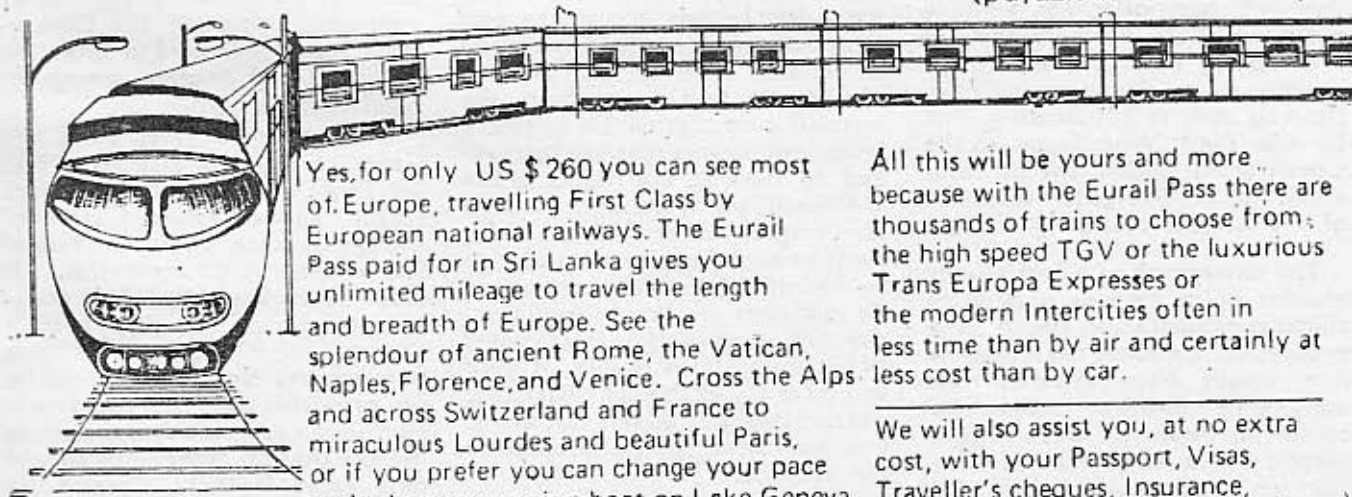 Yes, for only US $ 260 you can see most
of. Europe, travelling First Class by
European national railways. The Eurail
Pass paid for in Sri Lanka gives you
unlimited mileage to travel the length
and breadth of Europe. See the
splendour of ancient Rome, the Vatican,
Naples, Florence, and Venice. Cross the Alps
and across Switzerland and France to
miraculous Lourdes and beautiful Paris,
or if you prefer you can change your pace
boat on Lake Geneva
All this will be yours and more
because with the Eurail Pass there are
thousands of trains to choose from:
the high speed TGV or the luxurious
Trans Europa Expresses or
the modern Intercities often in
less time than by air and certainly at
less cost than by car.
We will also assist you, at no extra
cost, with your Passport, Visas,
Traveller's cheques, Insurance,